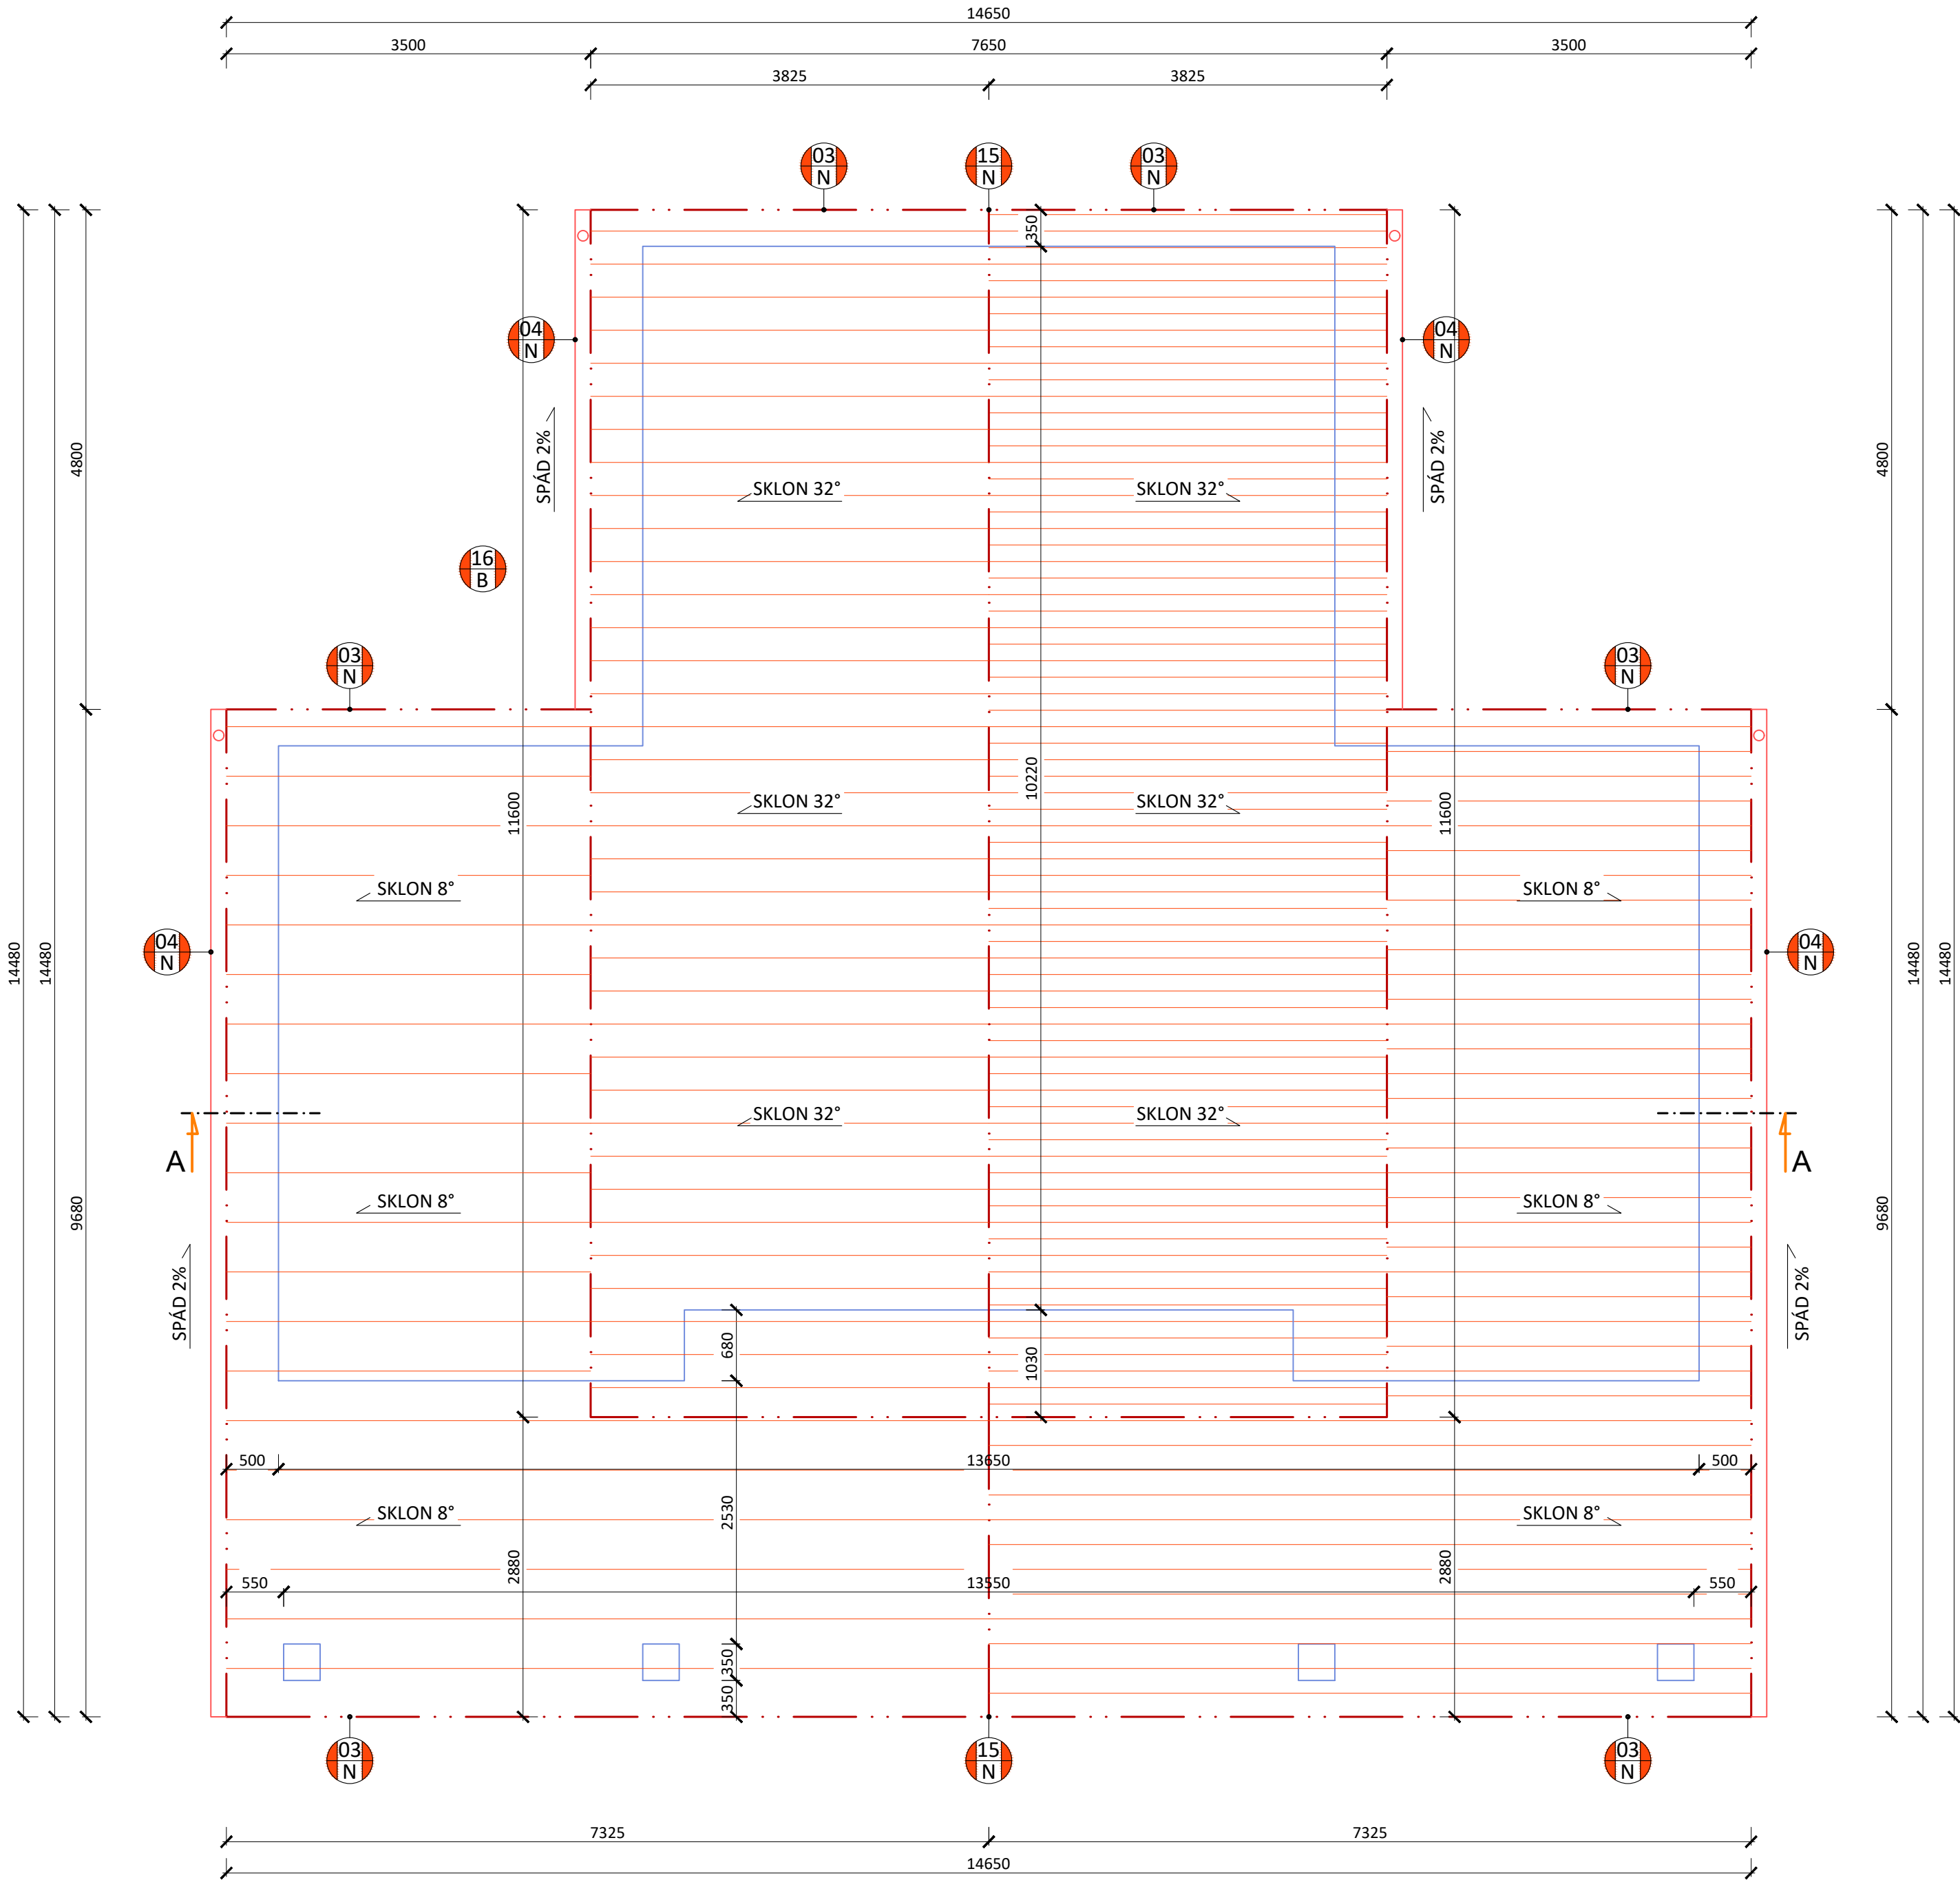 14650
3500 7650 3500
3825 3825
03
N
15
N
03
N
350
04
N
04
N
4800
4800
SPÁD 2%
SPÁD 2%
SKLON 32° SKLON 32°
16
B
03
N
03
N
10220
11600
11600
SKLON 32° SKLON 32°
SKLON 8° SKLON 8°
14480
14480
14480
14480
04
N
04
N
SKLON 32° SKLON 32°
A
A
9680
9680
SKLON 8° SKLON 8°
SPÁD 2%
SPÁD 2%
680
1030
500 13650 500
2530
SKLON 8° SKLON 8°
2880
2880
550 13550 550
350
350
03
N
15
N
03
N
7325 7325
14650